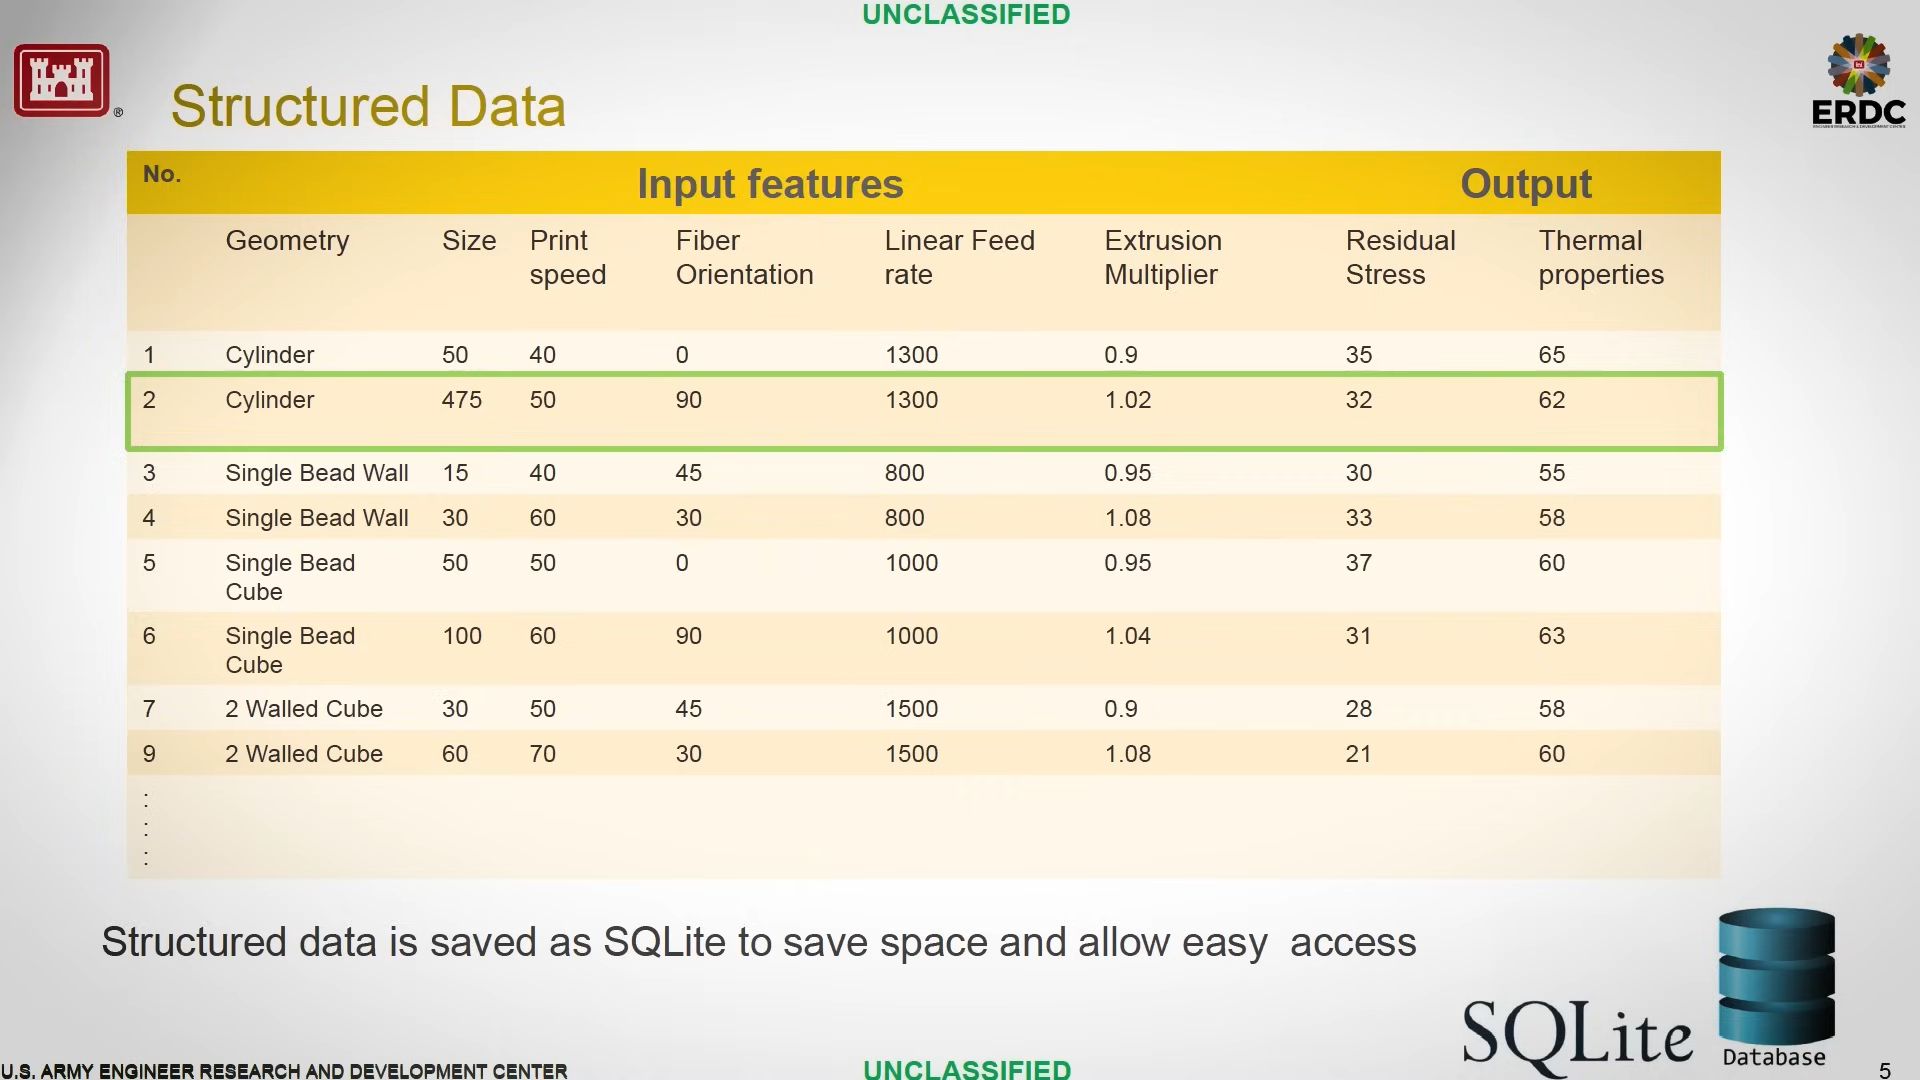 UNCLASSIFIED
®
Structured Data
ERDC
ENGINEER RESEARCH & DEVELOPMENT CENTER
No. Input features Output
Geometry Size Print speed Fiber Orientation Linear Feed rate Extrusion Multiplier Residual Stress Thermal properties
1 Cylinder 50 40 0 1300 0.9 35 65
2 Cylinder 475 50 90 1300 1.02 32 62
3 Single Bead Wall 15 40 45 800 0.95 30 55
4 Single Bead Wall 30 60 30 800 1.08 33 58
5 Single Bead Cube 50 50 0 1000 0.95 37 60
6 Single Bead Cube 100 60 90 1000 1.04 31 63
7 2 Walled Cube 30 50 45 1500 0.9 28 58
9 2 Walled Cube 60 70 30 1500 1.08 21 60
:
:
:
Structured data is saved as SQLite to save space and allow easy  access
SQLite
Database
U.S. ARMY ENGINEER RESEARCH AND DEVELOPMENT CENTER
UNCLASSIFIED
5